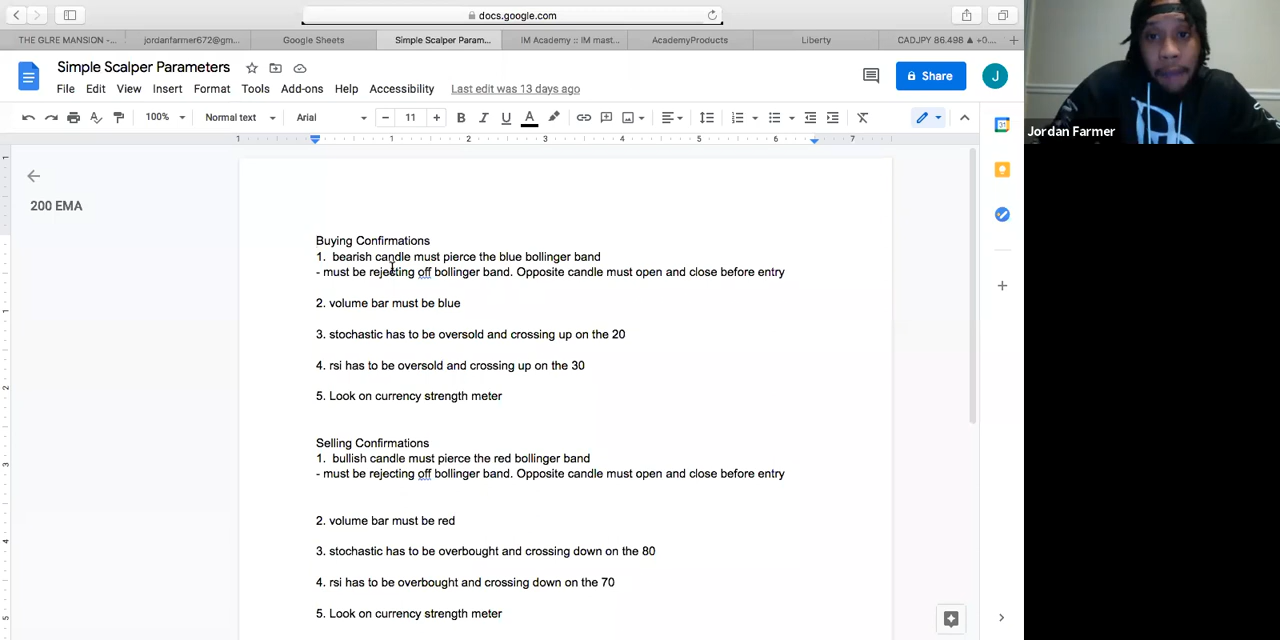 docs.google.com
THE GLRE MANSION -...
jordanfarmer672@gm...
Google Sheets
Simple Scalper Param...
IM Academy :: IM mast...
AcademyProducts
Liberty
CADJPY 86.498 ▲ +0....
Simple Scalper Parameters
Share
J
File Edit View Insert Format Tools Add-ons Help Accessibility Last edit was 13 days ago
100% Normal text Arial 11 B I U A
1 1 2 3 4 5 6 7
Jordan Farmer
200 EMA
Buying Confirmations
1. bearish candle must pierce the blue bollinger band
- must be rejecting off bollinger band. Opposite candle must open and close before entry
2. volume bar must be blue
3. stochastic has to be oversold and crossing up on the 20
4. rsi has to be oversold and crossing up on the 30
5. Look on currency strength meter
Selling Confirmations
1. bullish candle must pierce the red bollinger band
- must be rejecting off bollinger band. Opposite candle must open and close before entry
2. volume bar must be red
3. stochastic has to be overbought and crossing down on the 80
4. rsi has to be overbought and crossing down on the 70
5. Look on currency strength meter